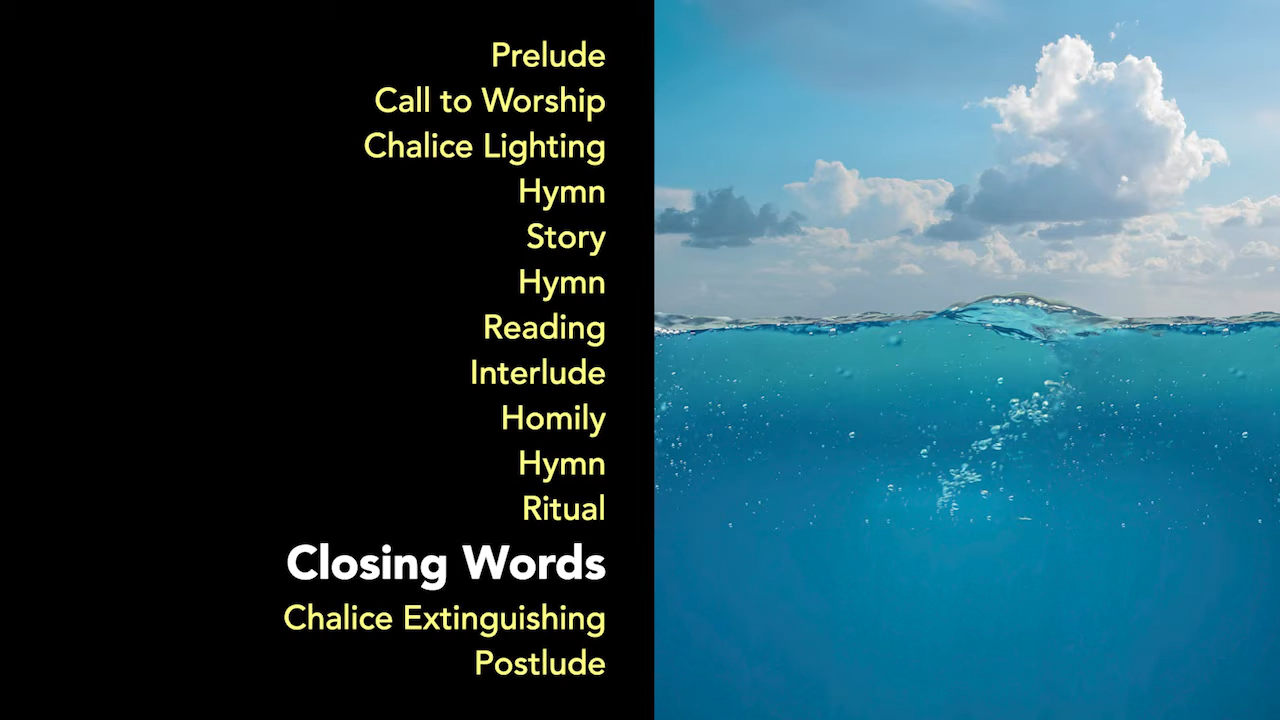 Prelude
Call to Worship
Chalice Lighting
Hymn
Story
Hymn
Reading
Interlude
Homily
Hymn
Ritual
Closing Words
Chalice Extinguishing
Postlude